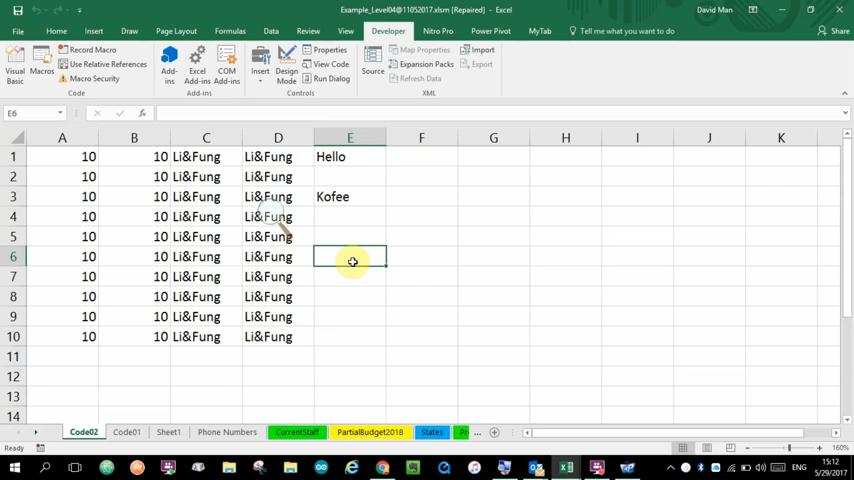 Example_Level04@11052017.xlsm [Repaired] - Excel
David Man
File Home Insert Draw Page Layout Formulas Data Review View Developer Nitro Pro Power Pivot MyTab Tell me what you want to do Share
Visual Basic
Macros
Record Macro
Use Relative References
Macro Security
Code
Add-ins
Excel Add-ins
COM Add-ins
Add-ins
Insert
Design Mode
Properties
View Code
Run Dialog
Controls
Source
Map Properties
Expansion Packs
Refresh Data
Import
Export
XML
E6 fx
A B C D E F G H I J K
1 10 10 Li&Fung Li&Fung Hello
2 10 10 Li&Fung Li&Fung
3 10 10 Li&Fung Li&Fung Kofee
4 10 10 Li&Fung Li&Fung
5 10 10 Li&Fung Li&Fung
6 10 10 Li&Fung Li&Fung
7 10 10 Li&Fung Li&Fung
8 10 10 Li&Fung Li&Fung
9 10 10 Li&Fung Li&Fung
10 10 10 Li&Fung Li&Fung
11
12
13
14
Code02 Code01 Sheet1 Phone Numbers CurrentStaff PartialBudget2018 States Pr ...
Ready 160%
ENG 15:12
5/29/2017